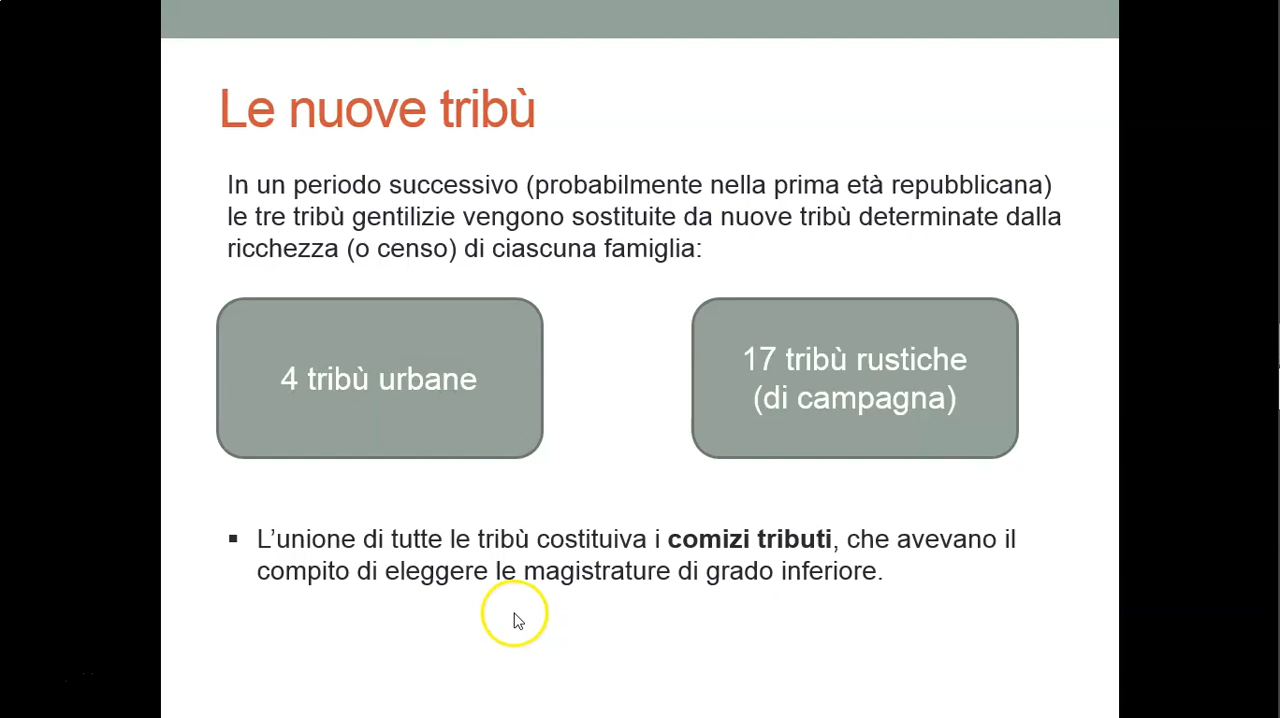 Le nuove tribù
In un periodo successivo (probabilmente nella prima età repubblicana)
le tre tribù gentilizie vengono sostituite da nuove tribù determinate dalla
ricchezza (o censo) di ciascuna famiglia:
4 tribù urbane
17 tribù rustiche
(di campagna)
▪ L’unione di tutte le tribù costituiva i comizi tributi, che avevano il
compito di eleggere le magistrature di grado inferiore.